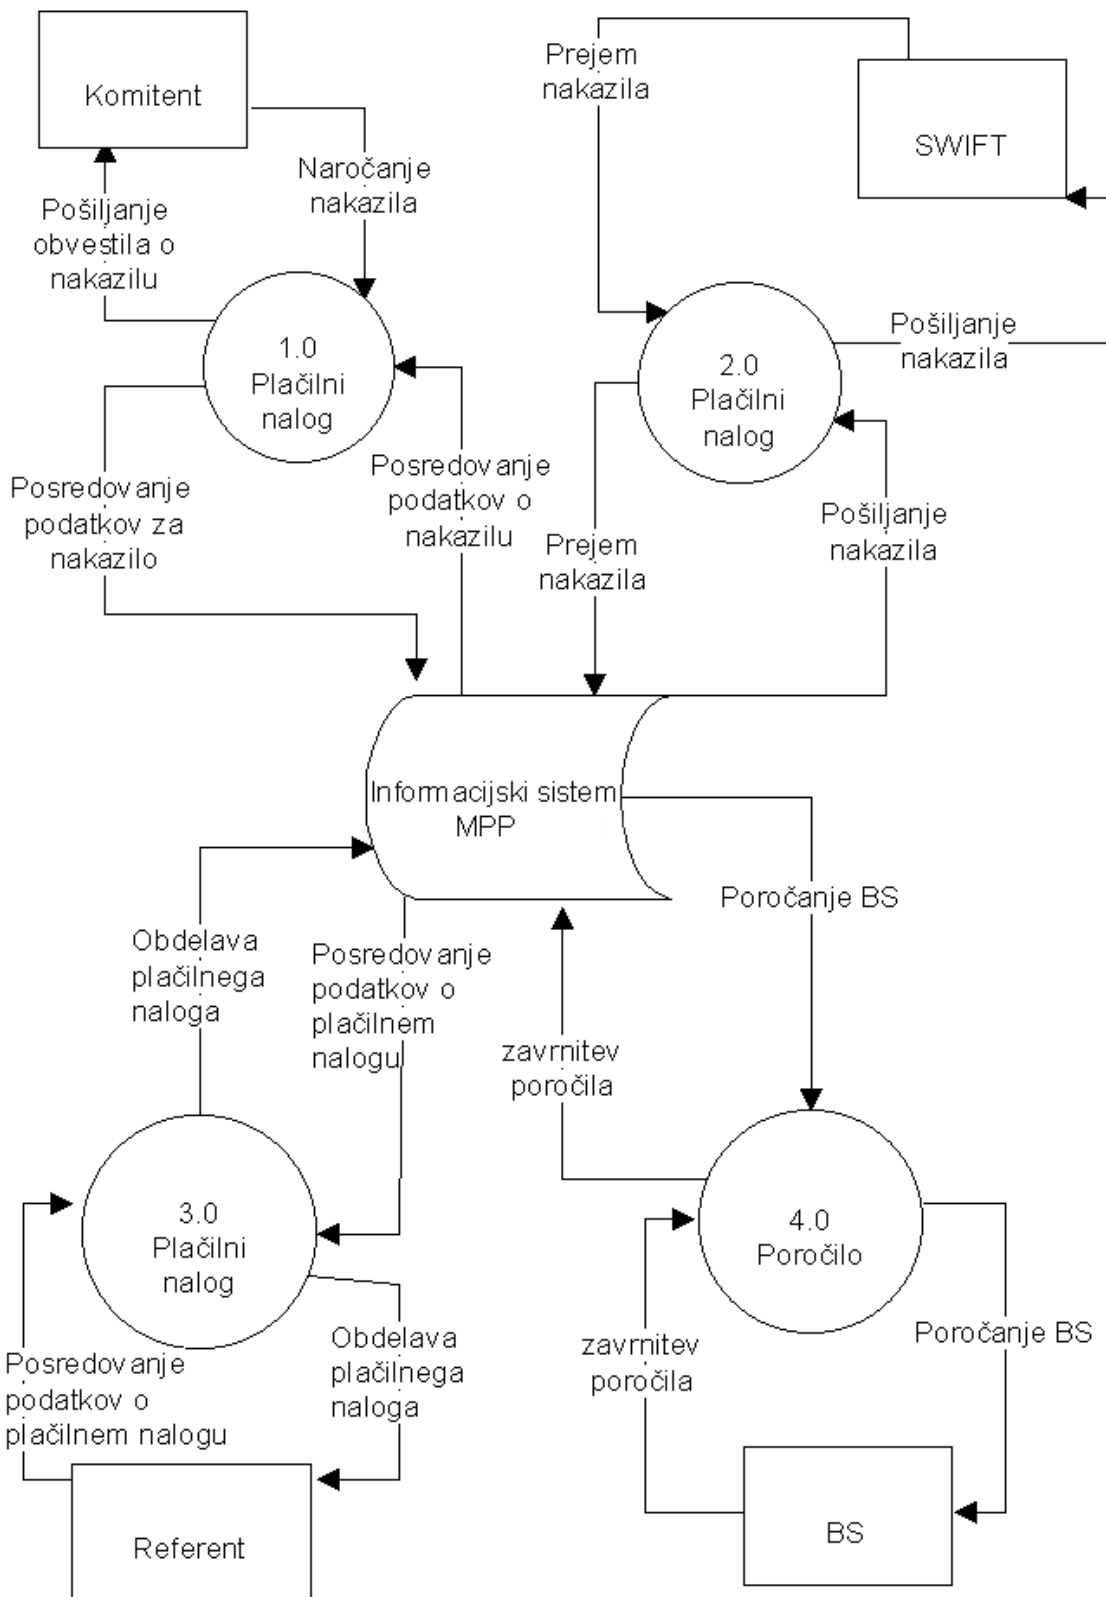 Komitent
Naročanje
nakazila
Pošiljanje
obvestila o
nakazilu
1.0
Plačilni
nalog
Posredovanje
podatkov za
nakazilo
Posredovanje
podatkov o
nakazilu
Prejem
nakazila
SWIFT
2.0
Plačilni
nalog
Pošiljanje
nakazila
Prejem
nakazila
Pošiljanje
nakazila
Informacijski sistem
MPP
Poročanje BS
Obdelava
plačilnega
naloga
Posredovanje
podatkov o
plačilnem
nalogu
zavrnitev
poročila
3.0
Plačilni
nalog
4.0
Poročilo
Posredovanje
podatkov o
plačilnem nalogu
Obdelava
plačilnega
naloga
zavrnitev
poročila
Poročanje BS
Referent
BS